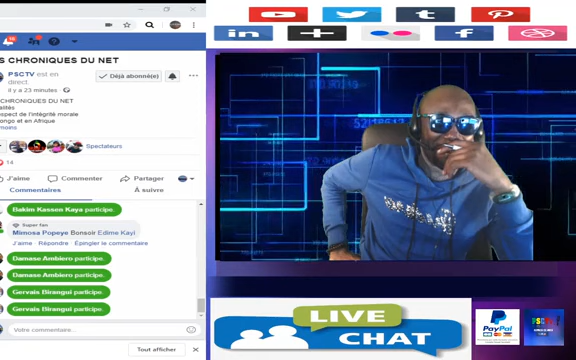 S CHRONIQUES DU NET
PSCTV est en
direct
Déjà abonné(e)
il y a 23 minutes
CHRONIQUES DU NET
alités
espect de l'intégrité morale
ongo et en Afrique
moins
Spectateurs
14
J'aime
Commenter
Partager
Commentaires
À suivre
Bakim Kassen Kaya participe.
Super fan
Mimosa Popeye Bonsoir Edime Kayi
J'aime · Répondre · Épingler le commentaire
Damase Ambiero participe.
Damase Ambiero participe.
Gervais Birangui participe.
Gervais Birangui participe.
Votre commentaire...
Tout afficher
LIVE
CHAT
PayPal
PSCTV